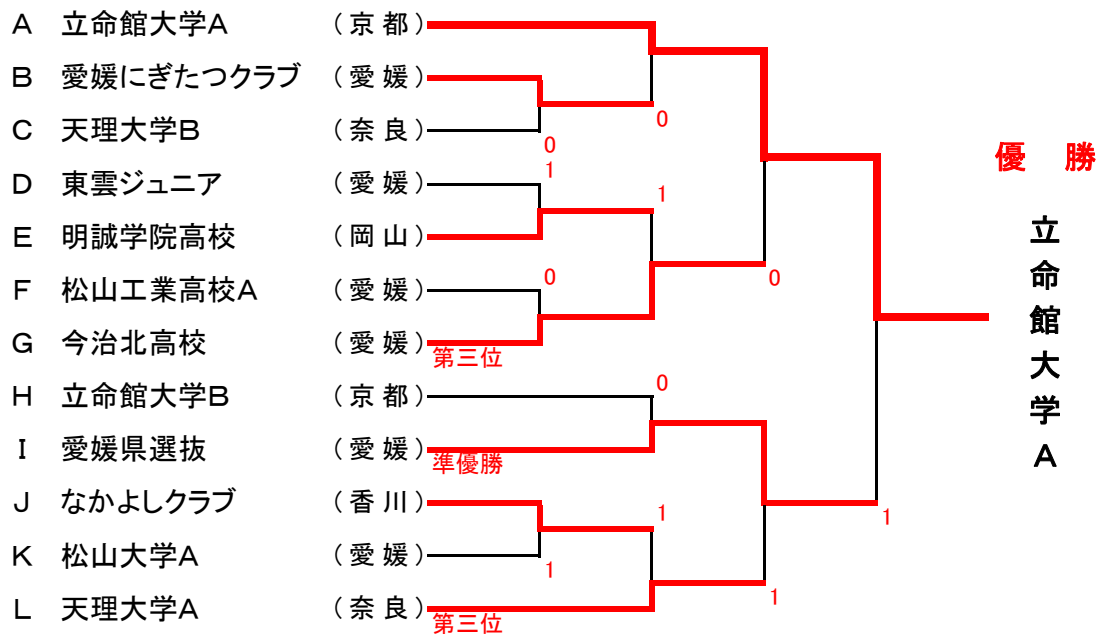 A 立命館大学A （京都） 
B 愛媛にぎたつクラブ （愛媛）
0
C 天理大学B （奈良）
0
優 勝
1
D 東雲ジュニア （愛媛）
1
E 明誠学院高校 （岡山）
0
0
F 松山工業高校A （愛媛）
G 今治北高校 （愛媛）
第三位
立命館大学A
0
H 立命館大学B （京都）
I 愛媛県選抜 （愛媛）
準優勝
J なかよしクラブ （香川）
1
1
K 松山大学A （愛媛）
1
1
L 天理大学A （奈良）
第三位